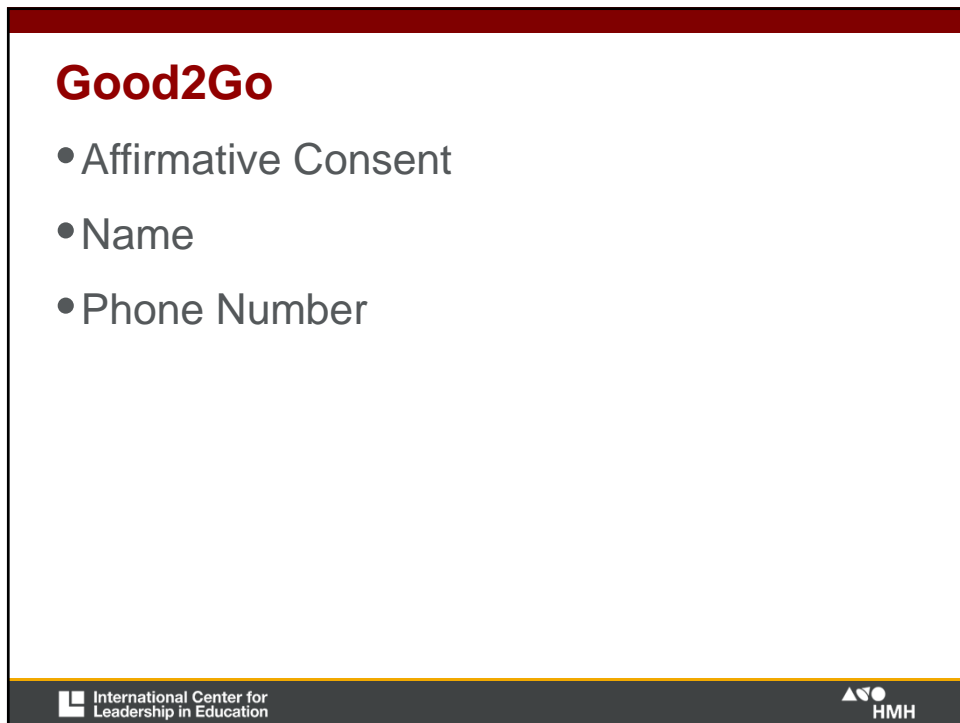 Good2Go
•Affirmative Consent
•Name
•Phone Number
International Center for
Leadership in Education
HMH